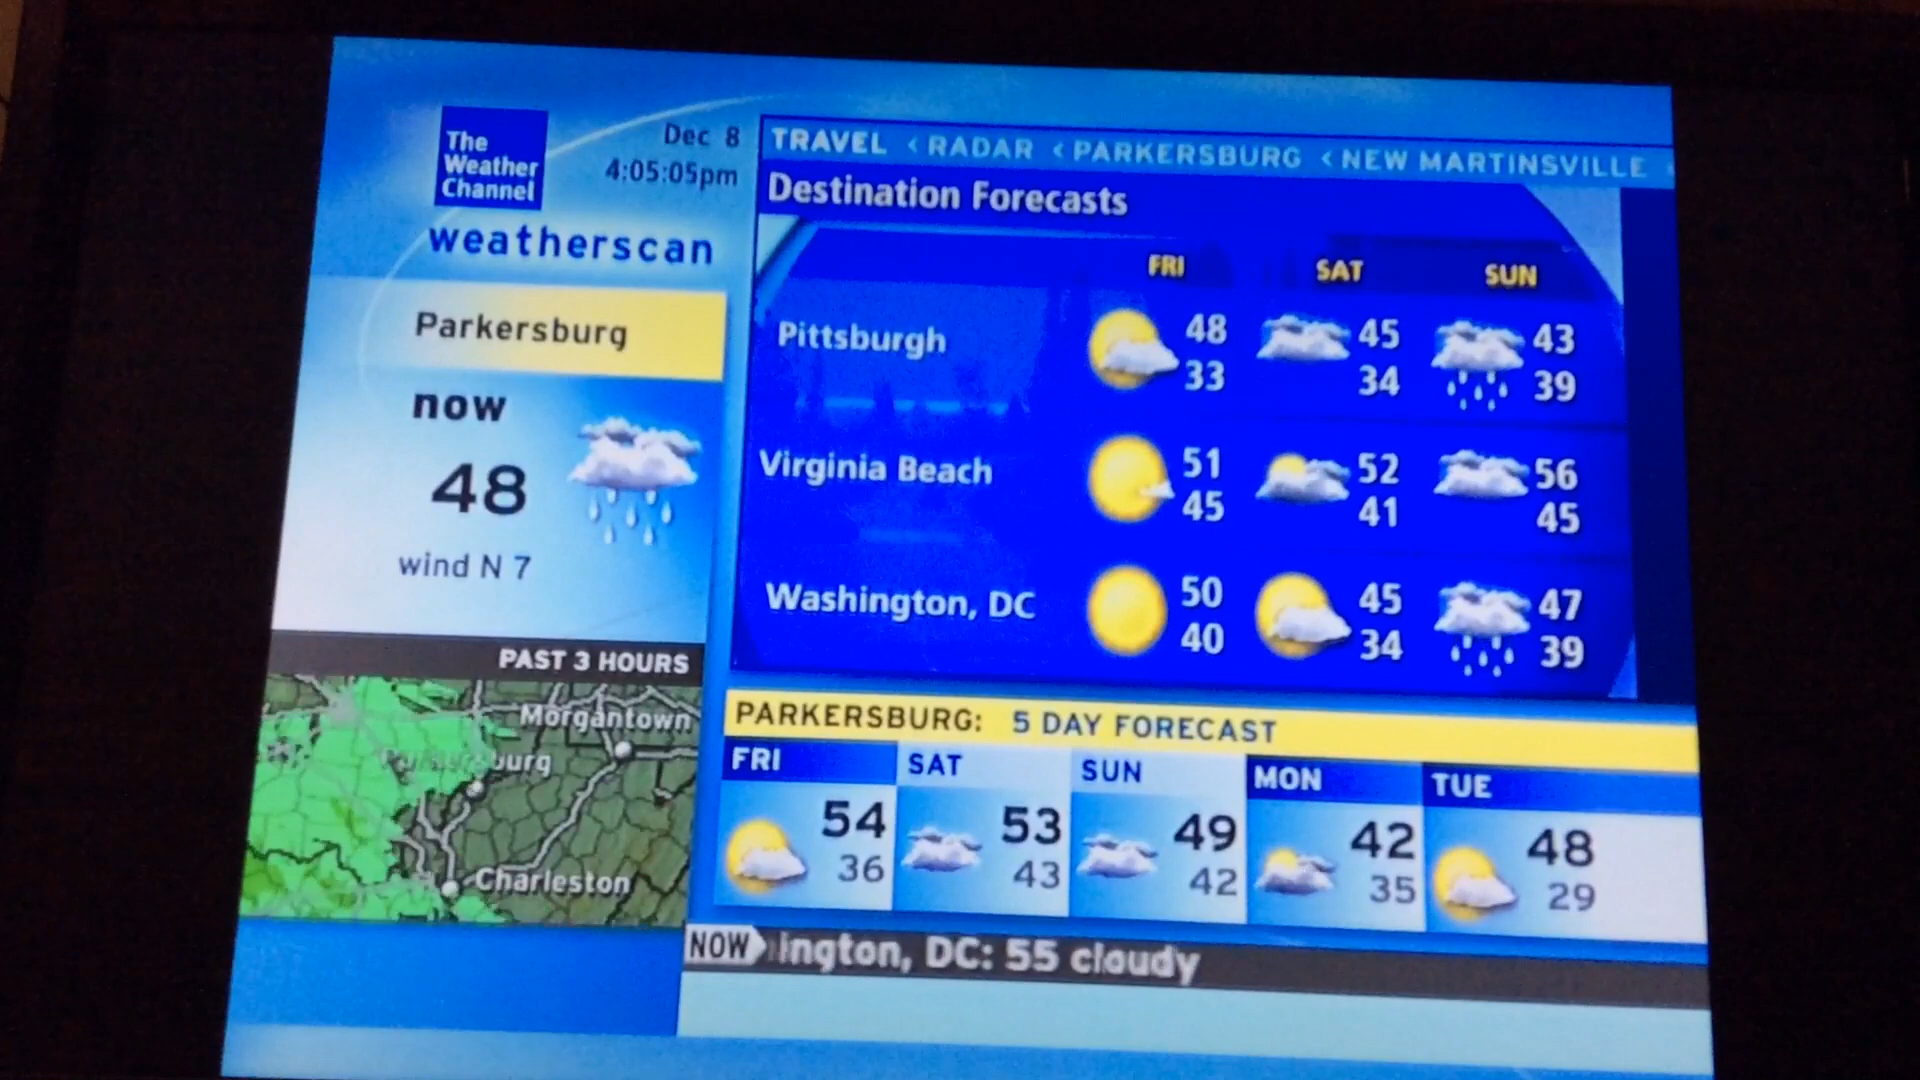 The
Weather
Channel
weatherscan
Dec 8
4:05:05pm
Parkersburg
now
48
wind N 7
PAST 3 HOURS
Morgantown
Parkersburg
Charleston
TRAVEL < RADAR < PARKERSBURG < NEW MARTINSVILLE <
Destination Forecasts
FRI SAT SUN
Pittsburgh 48 45 43
33 34 39
Virginia Beach 51 52 56
45 41 45
Washington, DC 50 45 47
40 34 39
PARKERSBURG: 5 DAY FORECAST
FRI SAT SUN MON TUE
54 53 49 42 48
36 43 42 35 29
NOW ington, DC: 55 cloudy